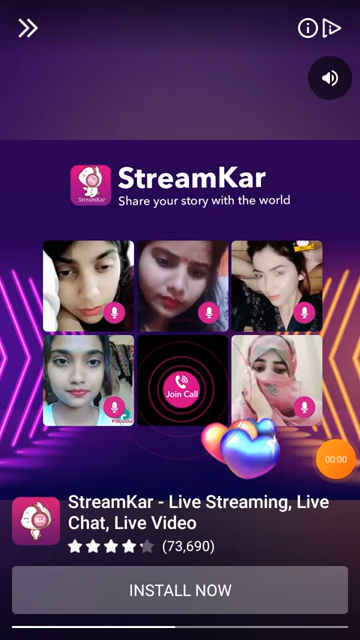 StreamKar
StreamKar
Share your story with the world
Join Call
00:00
StreamKar - Live Streaming, Live
Chat, Live Video
(73,690)
INSTALL NOW